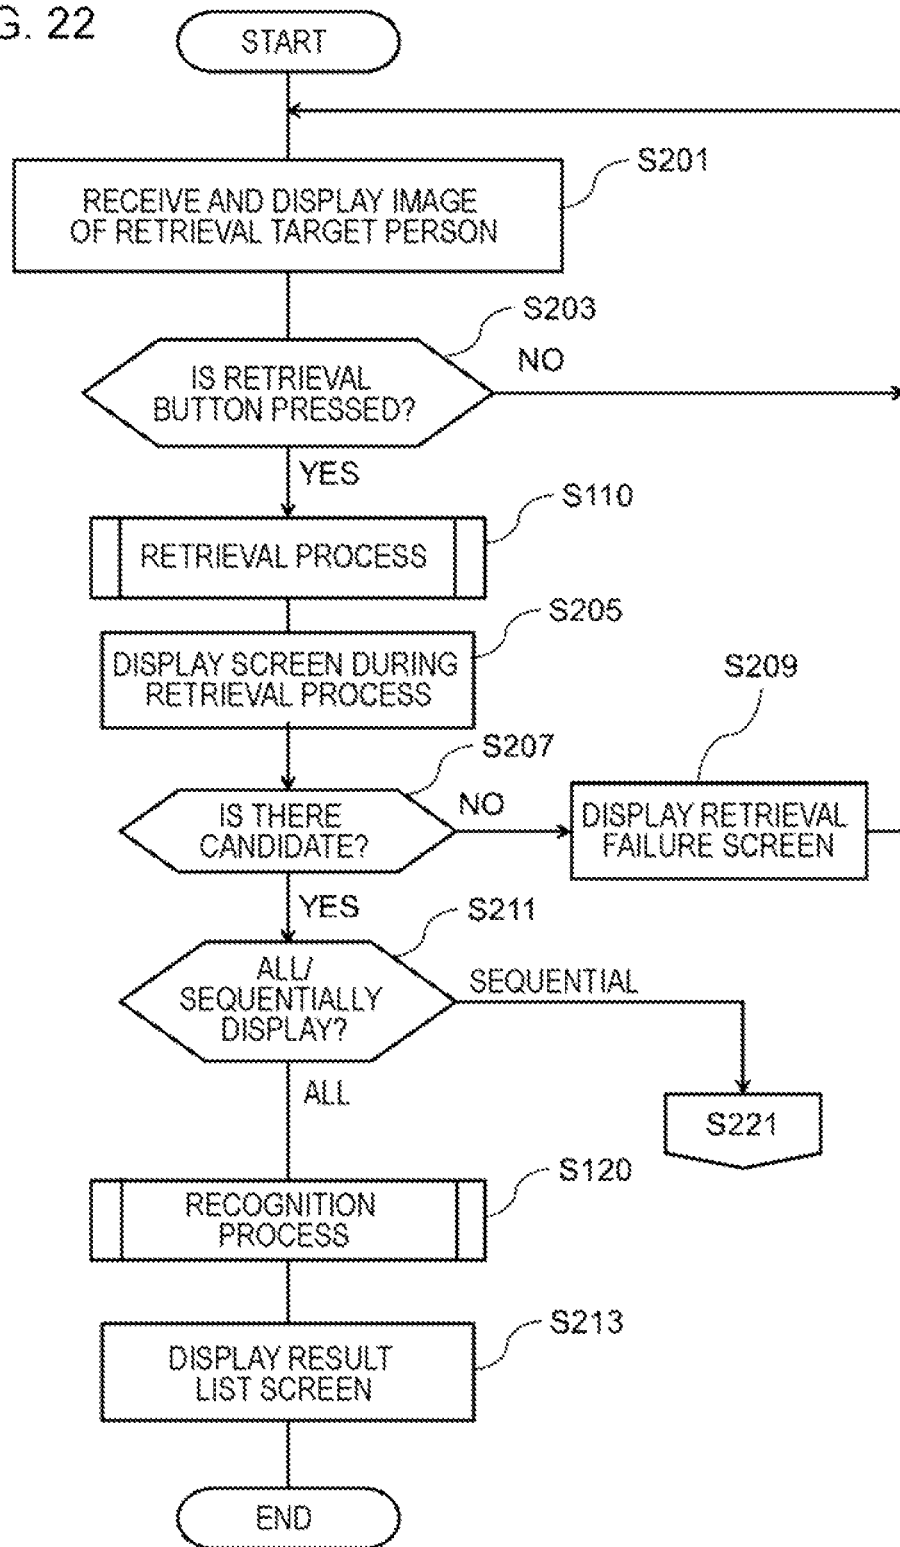 G. 22
START
S201
RECEIVE AND DISPLAY IMAGE
OF RETRIEVAL TARGET PERSON
S203
IS RETRIEVAL
BUTTON PRESSED?
NO
YES
S110
RETRIEVAL PROCESS
S205
DISPLAY SCREEN DURING
RETRIEVAL PROCESS
S209
S207
IS THERE
CANDIDATE?
NO
DISPLAY RETRIEVAL
FAILURE SCREEN
YES
S211
ALL/
SEQUENTIALLY
DISPLAY?
SEQUENTIAL
ALL
S221
S120
RECOGNITION
PROCESS
S213
DISPLAY RESULT
LIST SCREEN
END